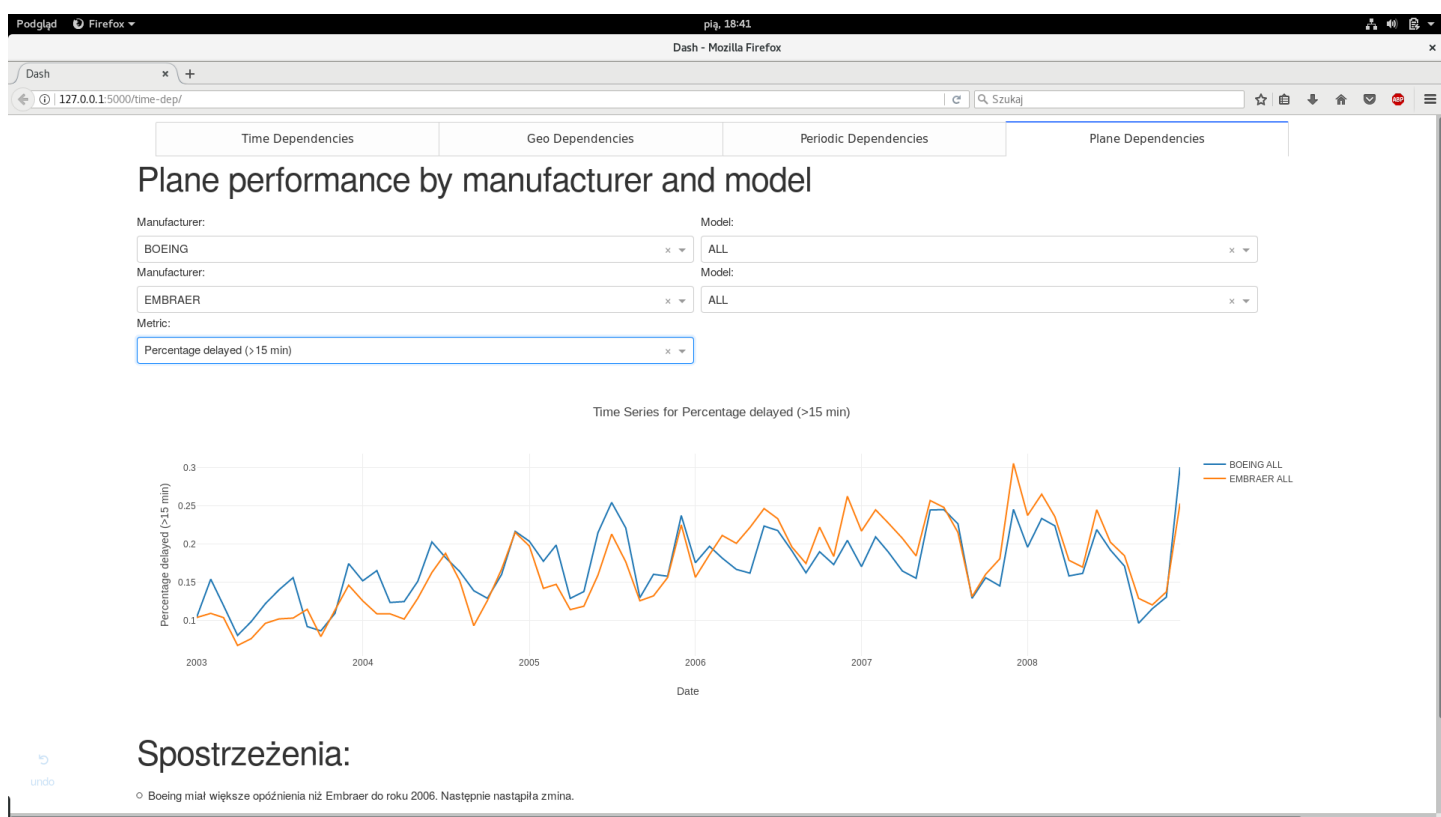 Podgląd Firefox pią, 18:41
Dash - Mozilla Firefox
Dash
127.0.0.1:5000/time-dep/ Szukaj ABP
Time Dependencies Geo Dependencies Periodic Dependencies Plane Dependencies
Plane performance by manufacturer and model
Manufacturer: Model:
BOEING ALL
Manufacturer: Model:
EMBRAER ALL
Metric:
Percentage delayed (>15 min)
Time Series for Percentage delayed (>15 min)
BOEING ALL
EMBRAER ALL
Percentage delayed (>15 min)
0.3
0.25
0.2
0.15
0.1
2003 2004 2005 2006 2007 2008
Date
Spostrzeżenia:
undo
Boeing miał większe opóźnienia niż Embraer do roku 2006. Następnie nastąpiła zmina.